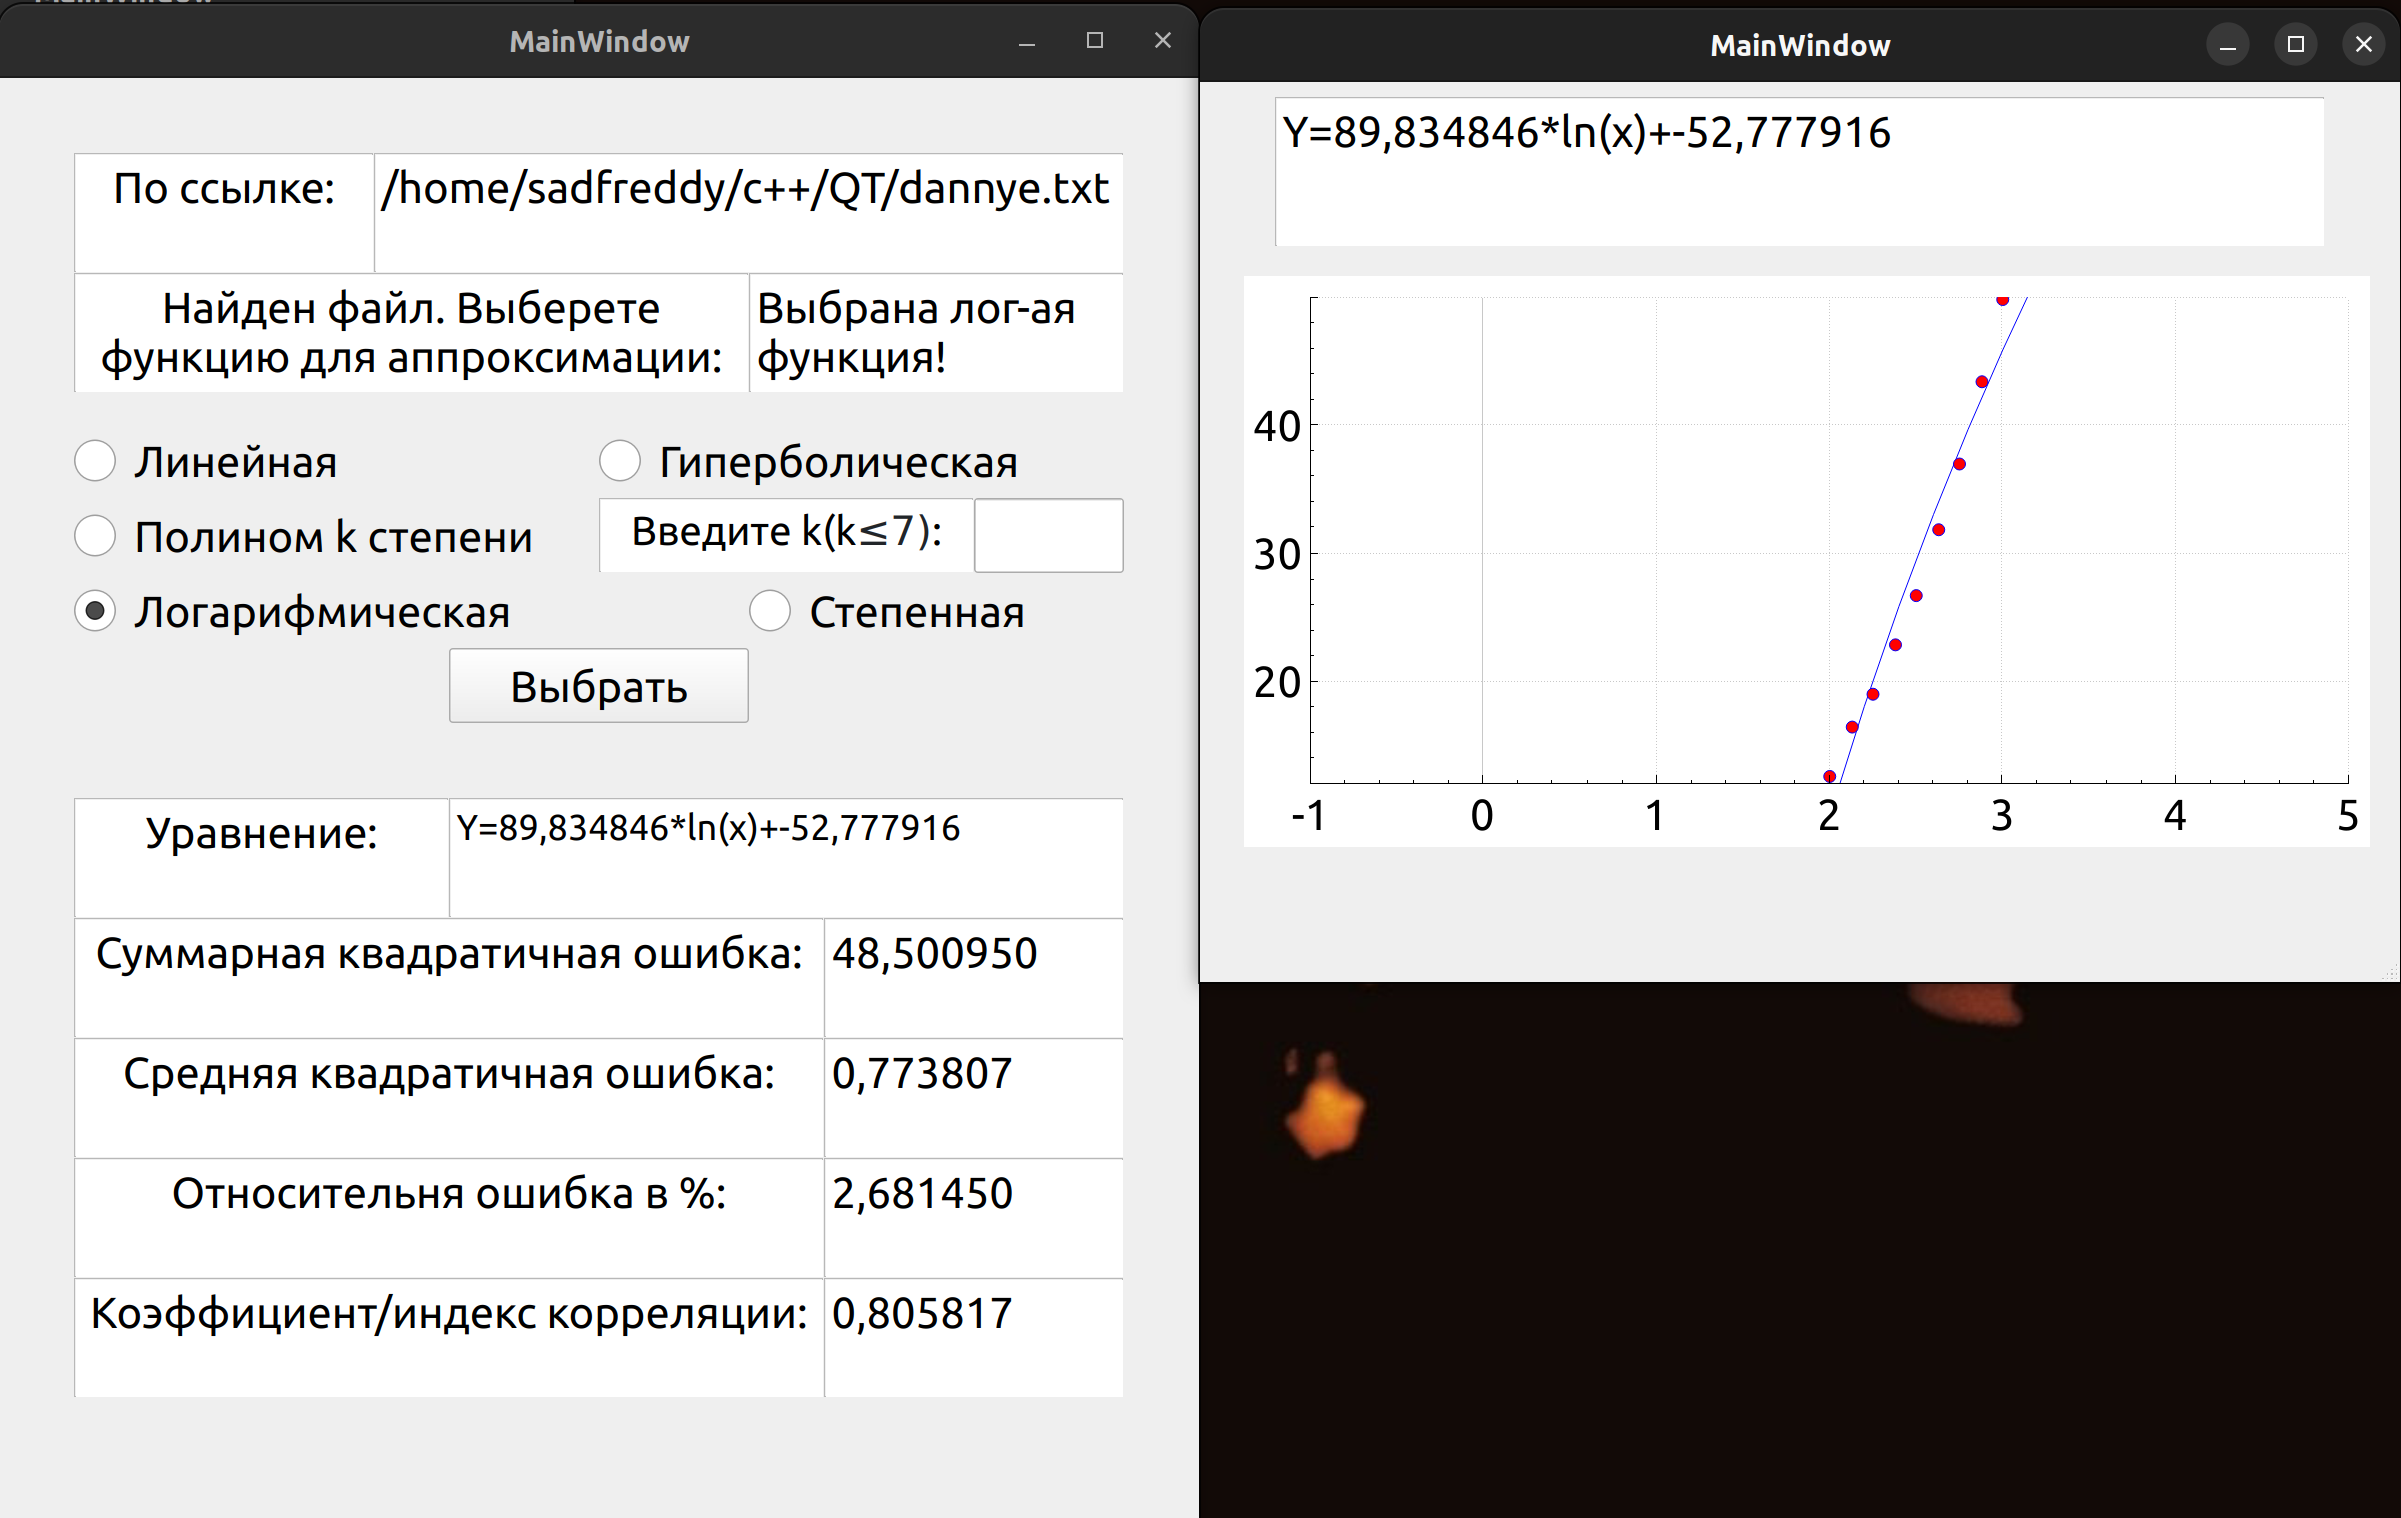 MainWindow
По ссылке:
/home/sadfreddy/c++/QT/dannye.txt
Найден файл. Выберете
функцию для аппроксимации:
Выбрана лог-ая
функция!
Линейная
Гиперболическая
Полином k степени
Введите k(k≤7):
Логарифмическая
Степенная
Выбрать
Уравнение:
Y=89,834846*ln(x)+-52,777916
Суммарная квадратичная ошибка:
48,500950
Средняя квадратичная ошибка:
0,773807
Относительня ошибка в %:
2,681450
Коэффициент/индекс корреляции:
0,805817
MainWindow
Y=89,834846*ln(x)+-52,777916
40
30
20
-1 0 1 2 3 4 5